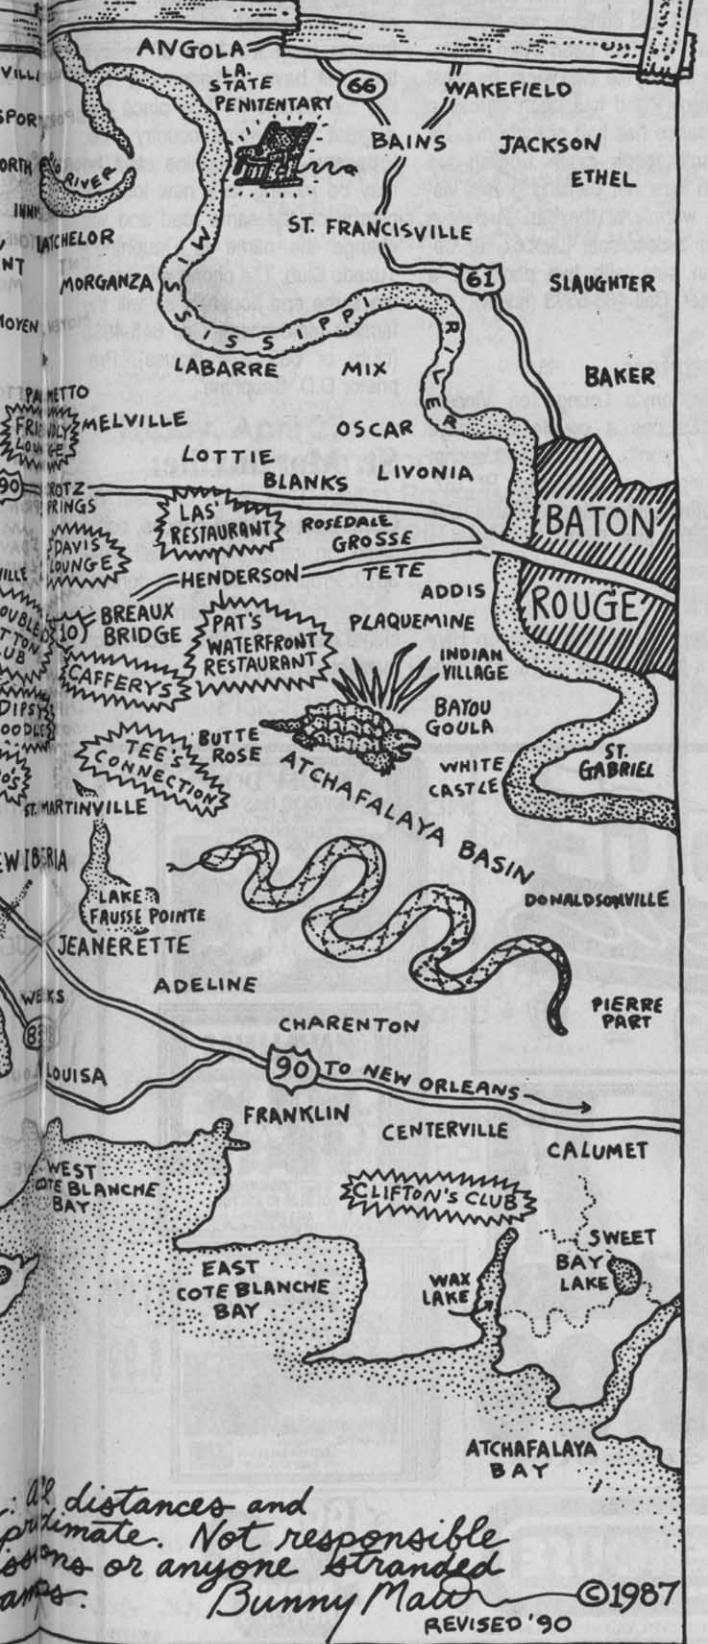 ANGOLA
LA.
STATE
PENITENTARY
66
WAKEFIELD
BAINS
JACKSON
ETHEL
RIVER
ST. FRANCISVILLE
MORGANZA
61
SLAUGHTER
MISSISSIPPI RIVER
LABARRE
MIX
BAKER
MELVILLE
OSCAR
FRIENDLY
LOUNGE
LOTTIE
LIVONIA
BLANKS
90
LAS'
RESTAURANT
ROSEDALE
GROSSE
TETE
BATON
ROUGE
DAVIS
LOUNGE
HENDERSON
ADDIS
10
BREAUX
BRIDGE
PAT'S
WATERFRONT
RESTAURANT
PLAQUEMINE
INDIAN
VILLAGE
CAFFERY'S
BAYOU
GOULA
BUTTE
ROSE
TEE'S
CONNECTION
WHITE
CASTLE
ST.
GABRIEL
ATCHAFALAYA BASIN
ST. MARTINVILLE
LAKE
FAUSSE POINTE
DONALDSONVILLE
JEANERETTE
ADELINE
WEEKS
PIERRE
PART
CHARENTON
90 TO NEW ORLEANS
LOUISA
FRANKLIN
CENTERVILLE
CALUMET
WEST
COTE BLANCHE
BAY
CLIFTON'S CLUB
SWEET
BAY
LAKE
EAST
COTE BLANCHE
BAY
WAX
LAKE
ATCHAFALAYA
BAY
distances and
Not responsible
or anyone stranded
Bunny Matt ©1987
REVISED '90